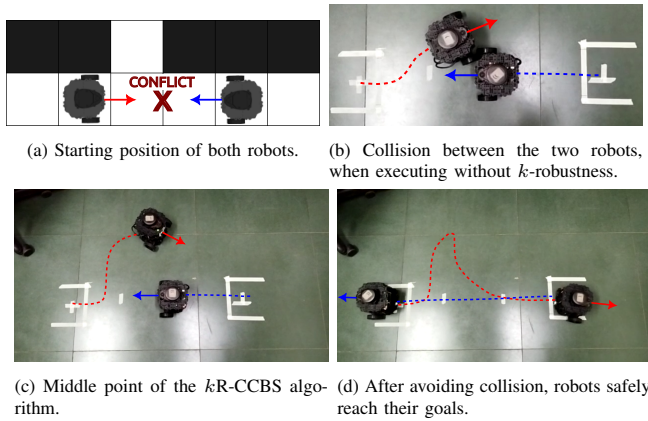 CONFLICT
X
(a) Starting position of both robots.
(b) Collision between the two robots,
when executing without k-robustness.
(c) Middle point of the kR-CCBS algo-
rithm.
(d) After avoiding collision, robots safely
reach their goals.